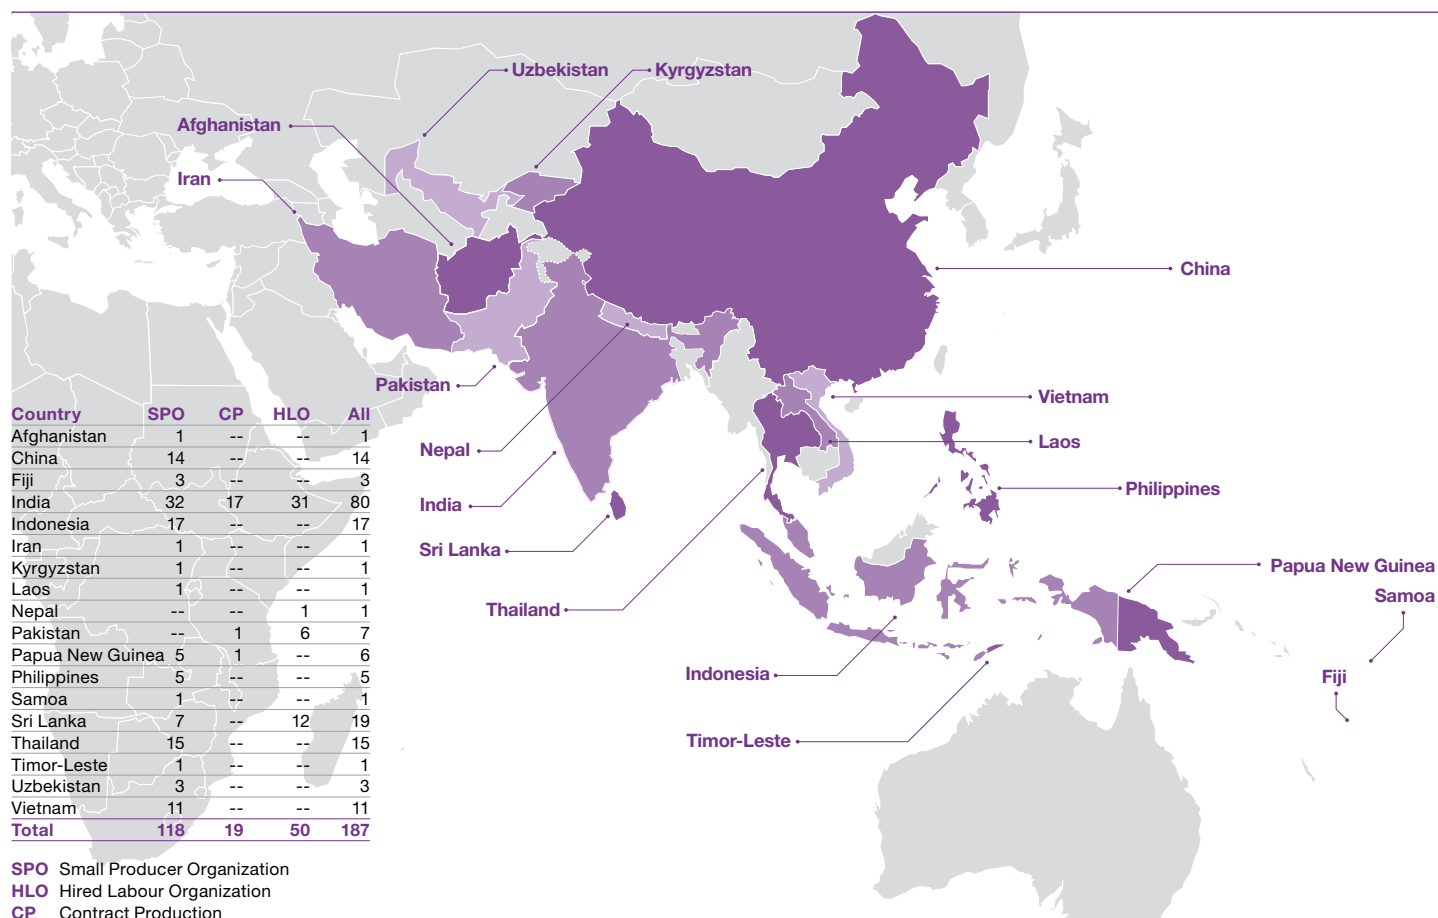 Uzbekistan
Kyrgyzstan
Afghanistan
Iran
China
Pakistan
Vietnam
Nepal
Laos
India
Philippines
Sri Lanka
Papua New Guinea
Samoa
Thailand
Indonesia
Fiji
Timor-Leste
Country SPO CP HLO All
Afghanistan 1 -- -- 1
China 14 -- -- 14
Fiji 3 -- -- 3
India 32 17 31 80
Indonesia 17 -- -- 17
Iran 1 -- -- 1
Kyrgyzstan 1 -- -- 1
Laos 1 -- -- 1
Nepal -- -- 1 1
Pakistan -- 1 6 7
Papua New Guinea 5 1 -- 6
Philippines 5 -- -- 5
Samoa 1 -- -- 1
Sri Lanka 7 -- 12 19
Thailand 15 -- -- 15
Timor-Leste 1 -- -- 1
Uzbekistan 3 -- -- 3
Vietnam 11 -- -- 11
Total 118 19 50 187
SPO Small Producer Organization
HLO Hired Labour Organization
CP Contract Production